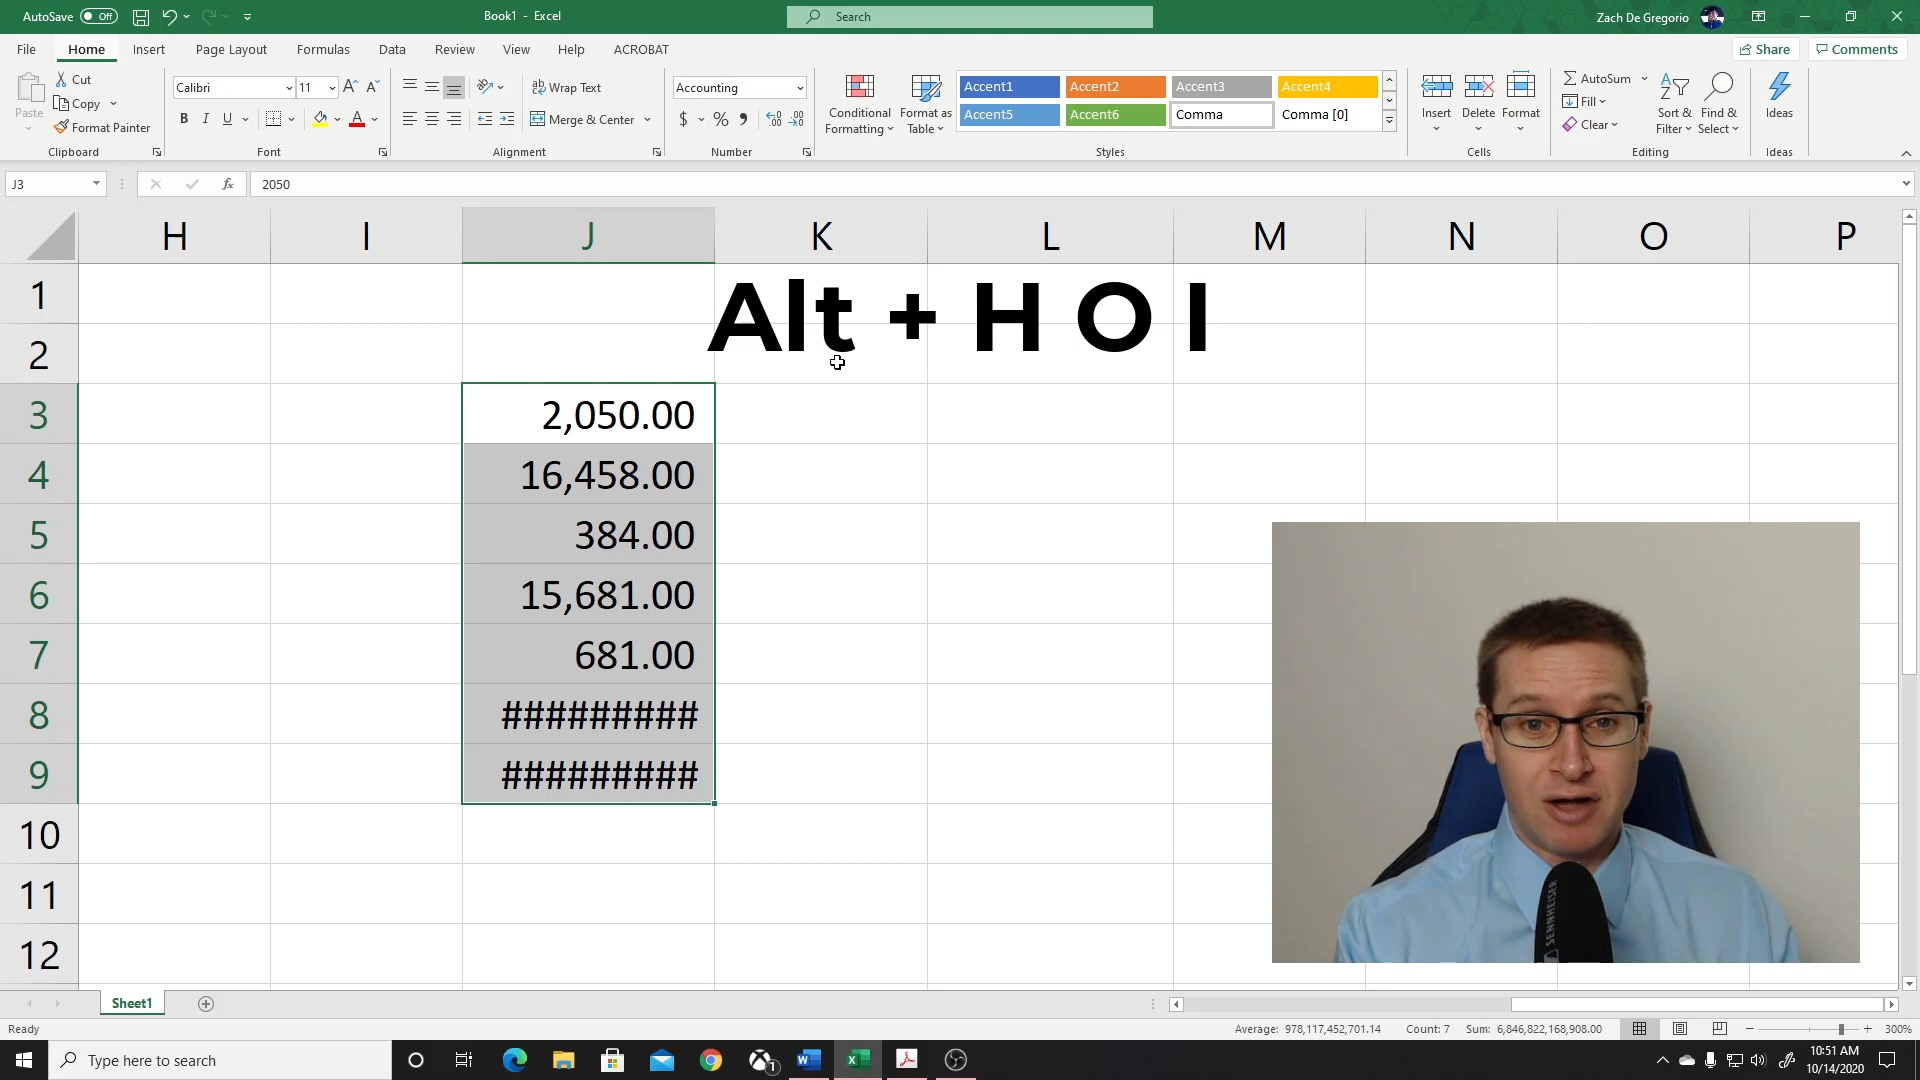 AutoSave Off Book1 - Excel Search Zach De Gregorio
File Home Insert Page Layout Formulas Data Review View Help ACROBAT Share Comments
Paste Cut Copy Format Painter Clipboard
Calibri 11 A A B I U A Font
Wrap Text Merge & Center Alignment
Accounting $ % , Number
Conditional Formatting Format as Table
Accent1 Accent2 Accent3 Accent4
Accent5 Accent6 Comma Comma [0]
Styles
Insert Delete Format Cells
AutoSum Fill Clear Sort & Filter Find & Select Editing
Ideas Ideas
J3 fx 2050
H I J K L M N O P
Alt + H O I
1
2
3 2,050.00
4 16,458.00
5 384.00
6 15,681.00
7 681.00
8 #########
9 #########
10
11
12
SENNHEISER
Sheet1
Ready Average: 978,117,452,701.14 Count: 7 Sum: 6,846,822,168,908.00 300%
Type here to search 1 10:51 AM
10/14/2020